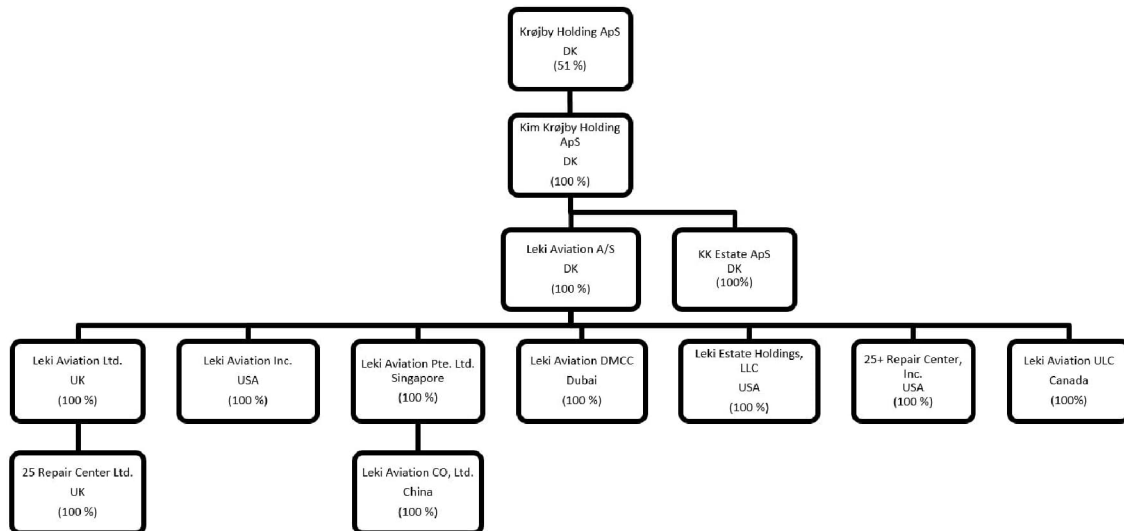 Krøjby Holding ApS
DK
(51 %)
Kim Krøjby Holding
ApS
DK
(100 %)
Leki Aviation A/S
DK
(100 %)
KK Estate ApS
DK
(100%)
Leki Aviation Ltd.
UK
(100 %)
Leki Aviation Inc.
USA
(100 %)
Leki Aviation Pte. Ltd.
Singapore
(100 %)
Leki Aviation DMCC
Dubai
(100 %)
Leki Estate Holdings,
LLC
USA
(100 %)
25+ Repair Center,
Inc.
USA
(100 %)
Leki Aviation ULC
Canada
(100%)
25 Repair Center Ltd.
UK
(100 %)
Leki Aviation CO, Ltd.
China
(100 %)